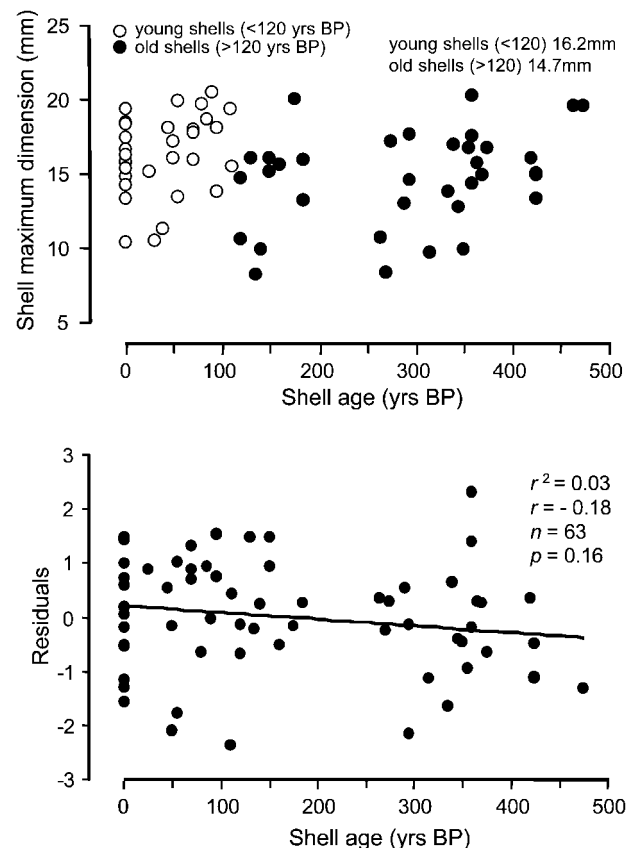 young shells (<120 yrs BP)
old shells (>120 yrs BP)
young shells (<120) 16.2mm
old shells (>120) 14.7mm
Shell maximum dimension (mm)
25
20
15
10
5
0 100 200 300 400 500
Shell age (yrs BP)
r² = 0.03
r = - 0.18
n = 63
p = 0.16
Residuals
3
2
1
0
-1
-2
-3
0 100 200 300 400 500
Shell age (yrs BP)